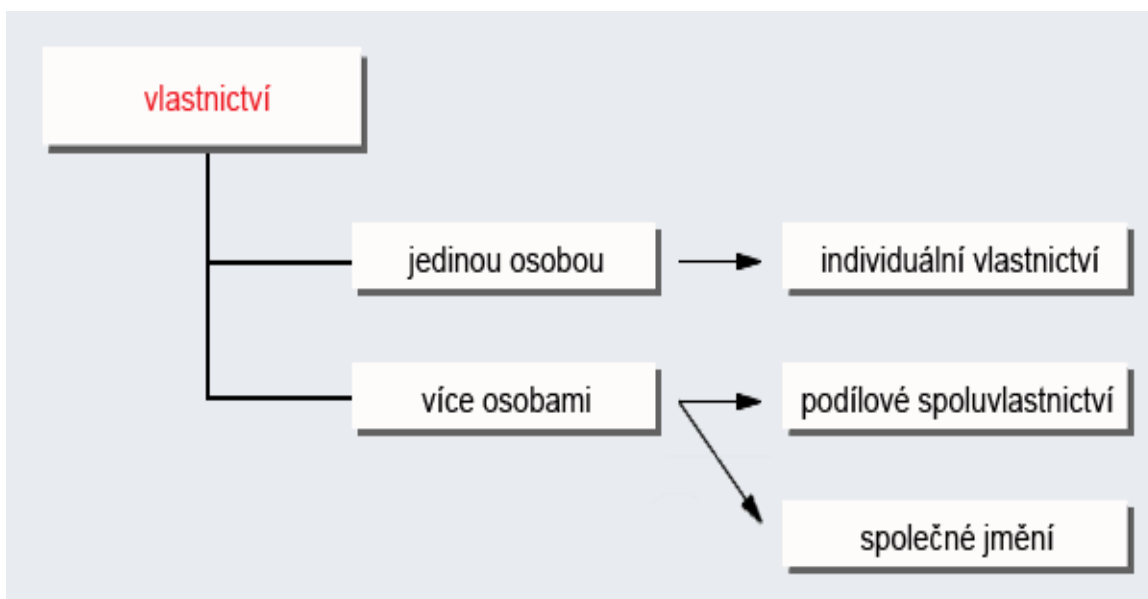 vlastnictví
jedinou osobou
individuální vlastnictví
více osobami
podílové spoluvlastnictví
společné jmění